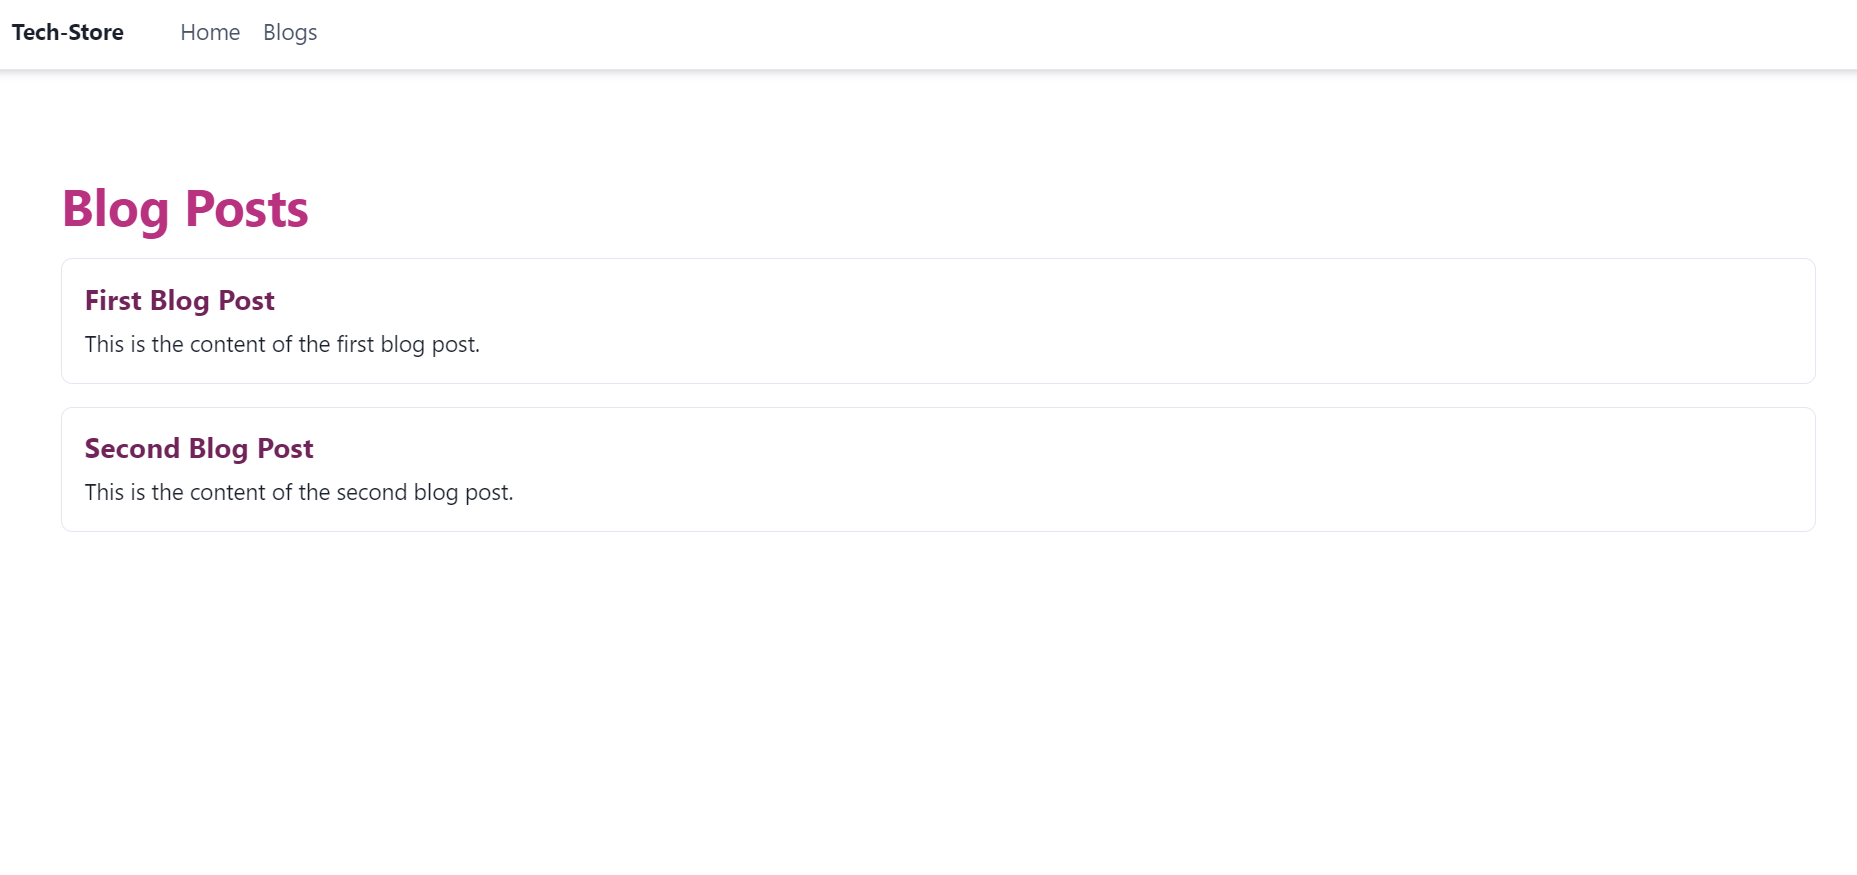 Tech-Store Home Blogs
Blog Posts
First Blog Post
This is the content of the first blog post.
Second Blog Post
This is the content of the second blog post.